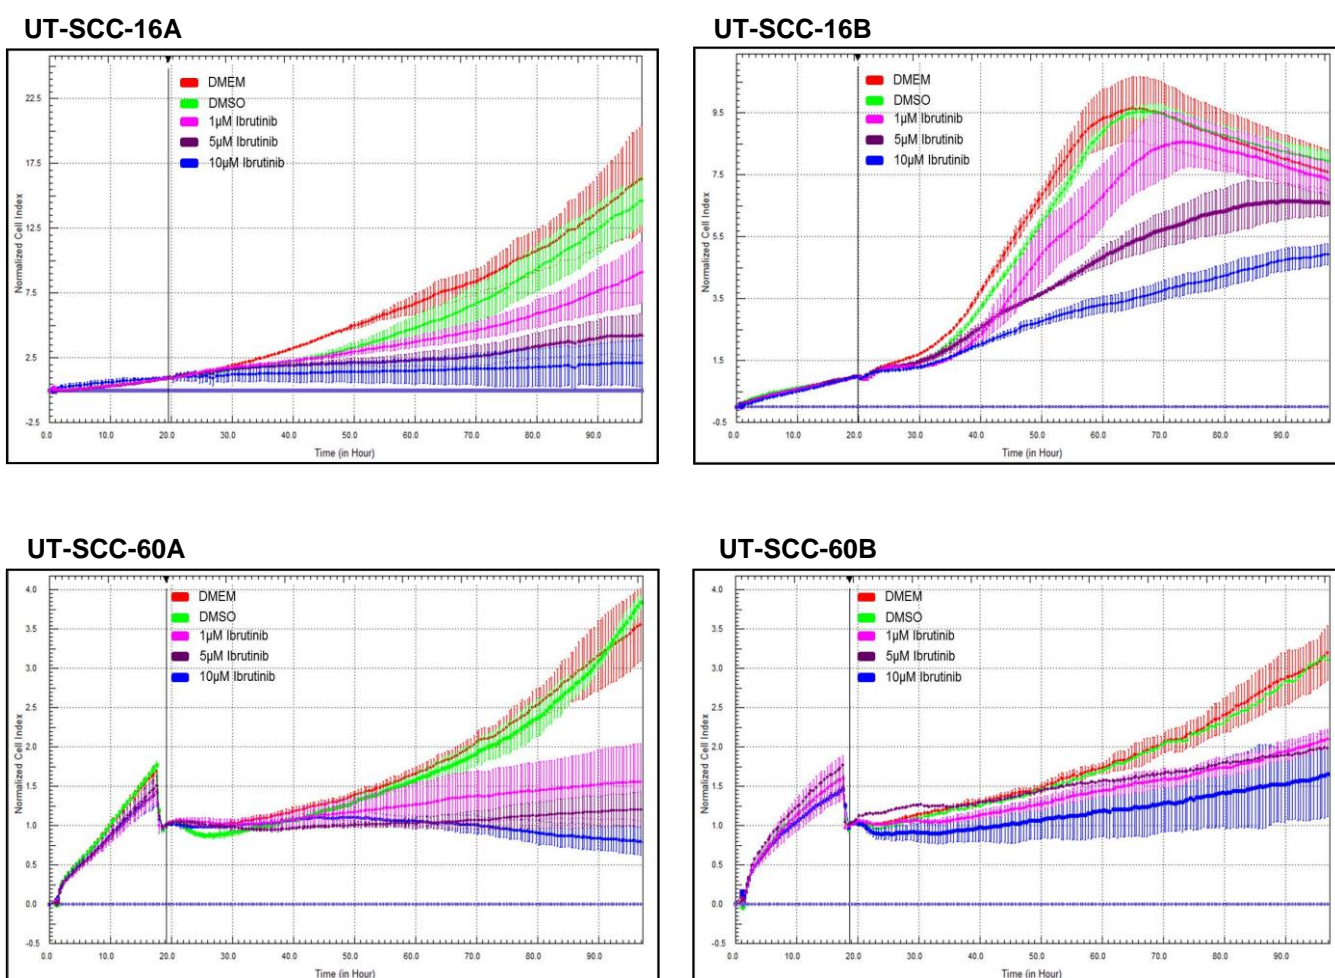 UT-SCC-16A
Normalized Cell Index
22.5
17.5
12.5
7.5
2.5
-2.5
DMEM
DMSO
1µM Ibrutinib
5µM Ibrutinib
10µM Ibrutinib
0.0 10.0 20.0 30.0 40.0 50.0 60.0 70.0 80.0 90.0
Time (in Hour)
UT-SCC-16B
Normalized Cell Index
9.5
7.5
5.5
3.5
1.5
-0.5
DMEM
DMSO
1µM Ibrutinib
5µM Ibrutinib
10µM Ibrutinib
0.0 10.0 20.0 30.0 40.0 50.0 60.0 70.0 80.0 90.0
Time (in Hour)
UT-SCC-60A
Normalized Cell Index
4.0
3.5
3.0
2.5
2.0
1.5
1.0
0.5
0.0
-0.5
DMEM
DMSO
1µM Ibrutinib
5µM Ibrutinib
10µM Ibrutinib
0.0 10.0 20.0 30.0 40.0 50.0 60.0 70.0 80.0 90.0
Time (in Hour)
UT-SCC-60B
Normalized Cell Index
4.0
3.5
3.0
2.5
2.0
1.5
1.0
0.5
0.0
-0.5
DMEM
DMSO
1µM Ibrutinib
5µM Ibrutinib
10µM Ibrutinib
0.0 10.0 20.0 30.0 40.0 50.0 60.0 70.0 80.0 90.0
Time (in Hour)